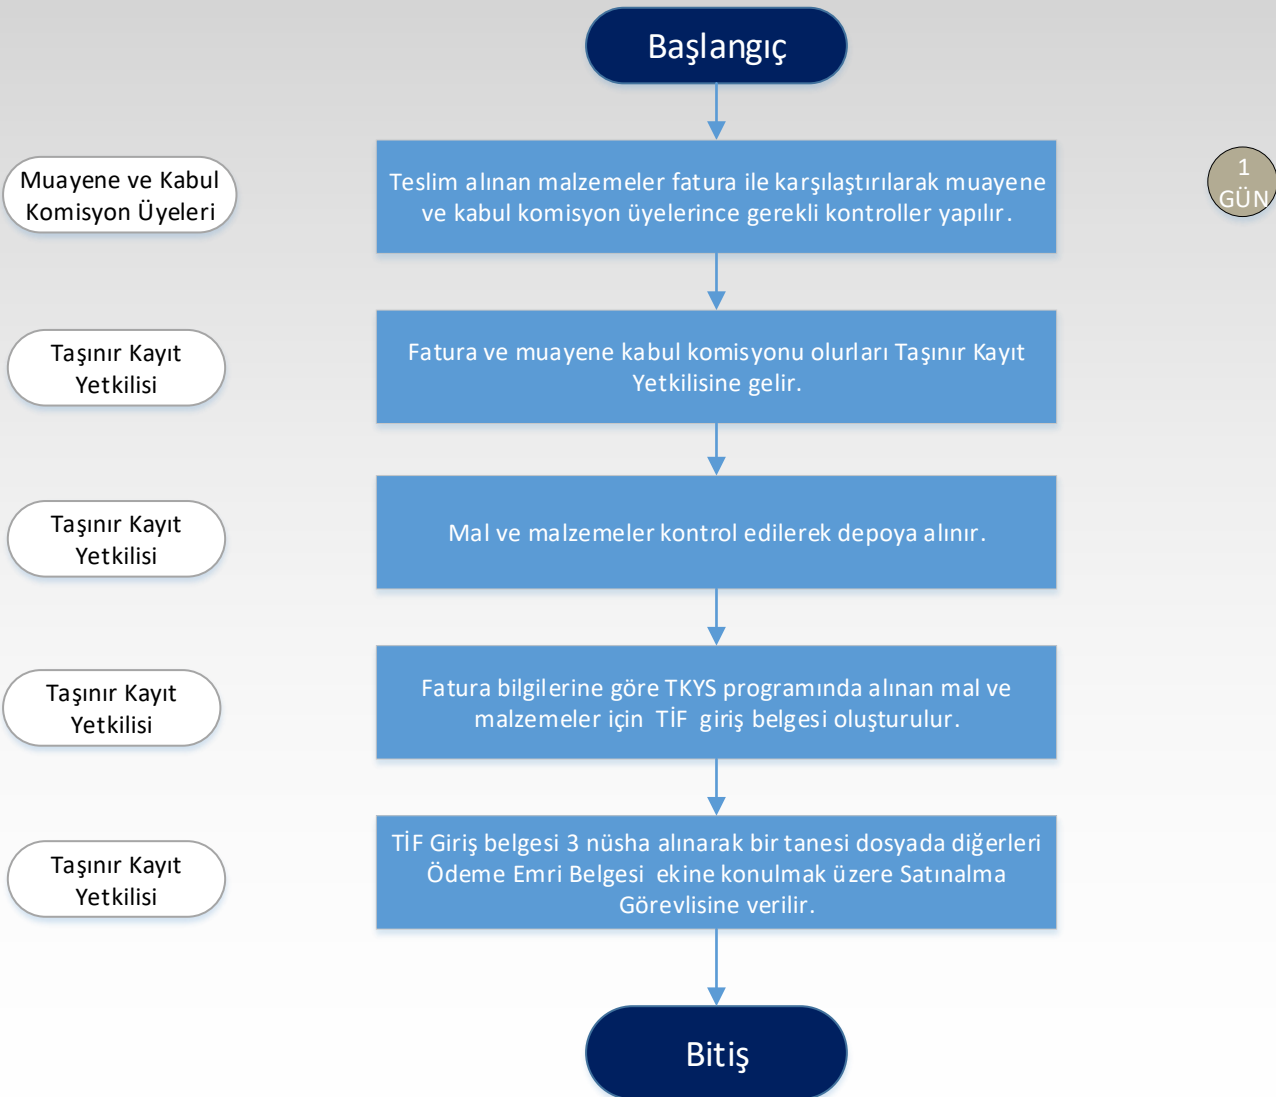 Başlangıç
Muayene ve Kabul
Komisyon Üyeleri
Teslim alınan malzemeler fatura ile karşılaştırılarak muayene
ve kabul komisyon üyelerince gerekli kontroller yapılır.
1
GÜN
Taşınır Kayıt
Yetkilisi
Fatura ve muayene kabul komisyonu olurları Taşınır Kayıt
Yetkilisine gelir.
Taşınır Kayıt
Yetkilisi
Mal ve malzemeler kontrol edilerek depoya alınır.
Taşınır Kayıt
Yetkilisi
Fatura bilgilerine göre TKYS programında alınan mal ve
malzemeler için TİF giriş belgesi oluşturulur.
Taşınır Kayıt
Yetkilisi
TİF Giriş belgesi 3 nüsha alınarak bir tanesi dosyada diğerleri
Ödeme Emri Belgesi ekine konulmak üzere Satınalma
Görevlisine verilir.
Bitiş